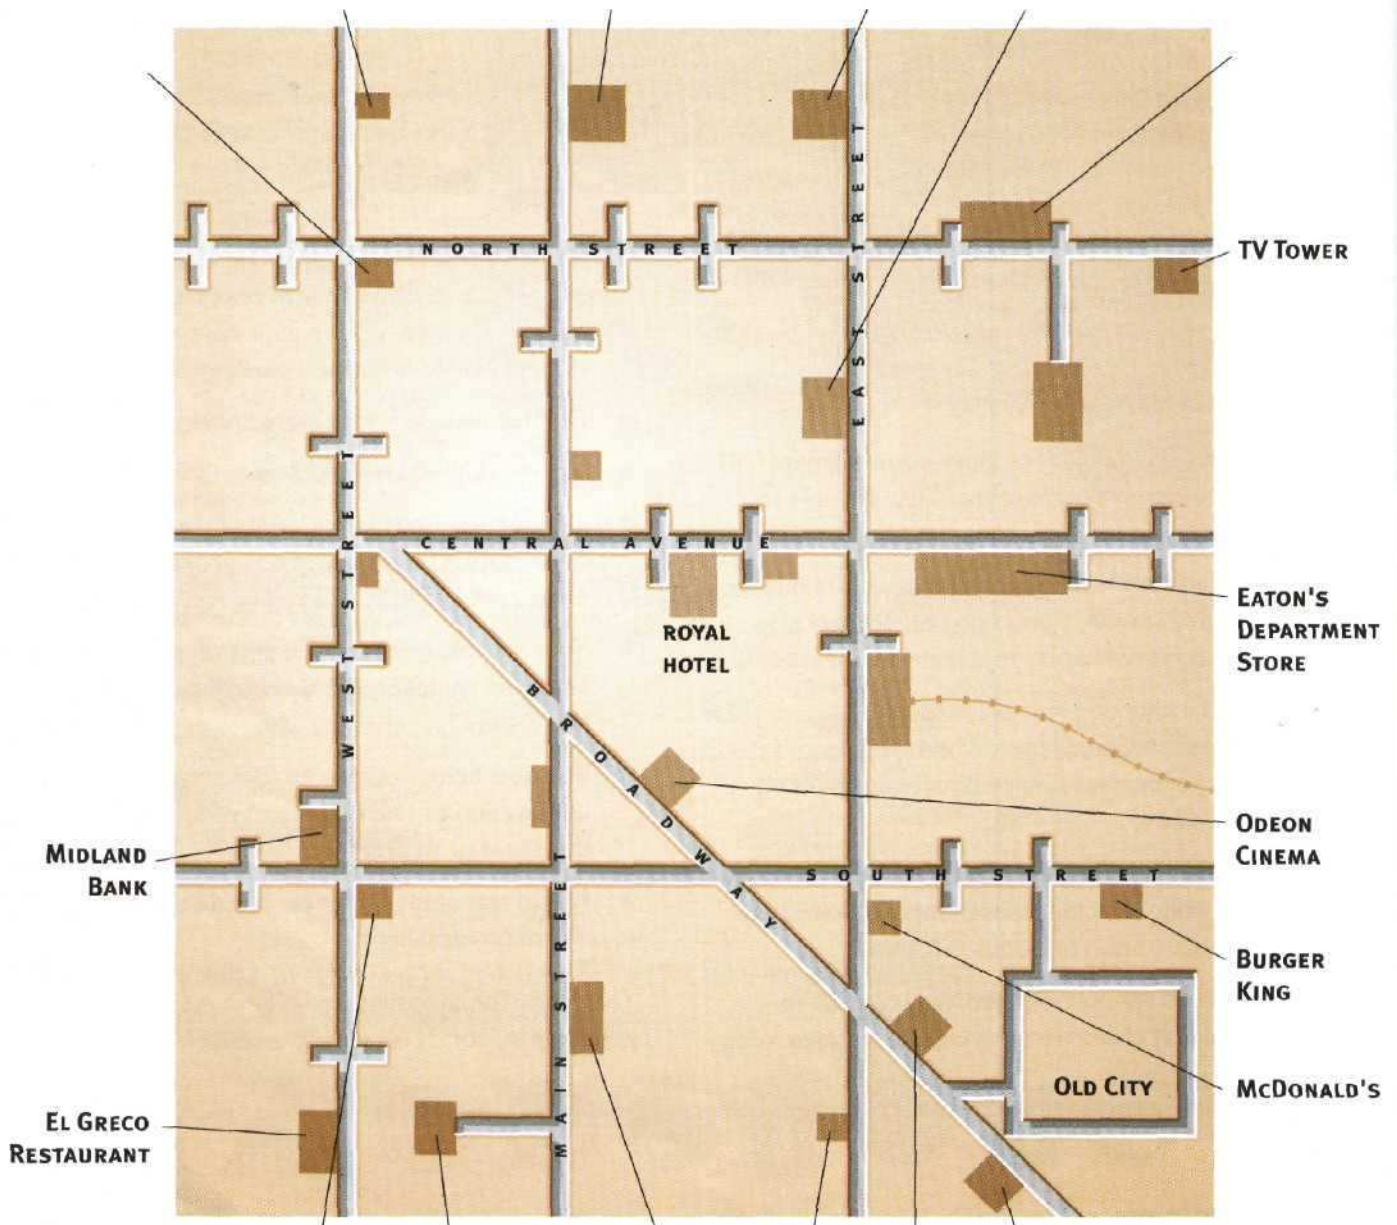 EAST STREET
NORTH STREET
TV TOWER
WEST STREET
CENTRAL AVENUE
ROYAL
HOTEL
EATON'S
DEPARTMENT
STORE
BROADWAY
ODEON
CINEMA
MIDLAND
BANK
SOUTH STREET
MAIN STREET
BURGER
KING
OLD CITY
MCDONALD'S
EL GRECO
RESTAURANT